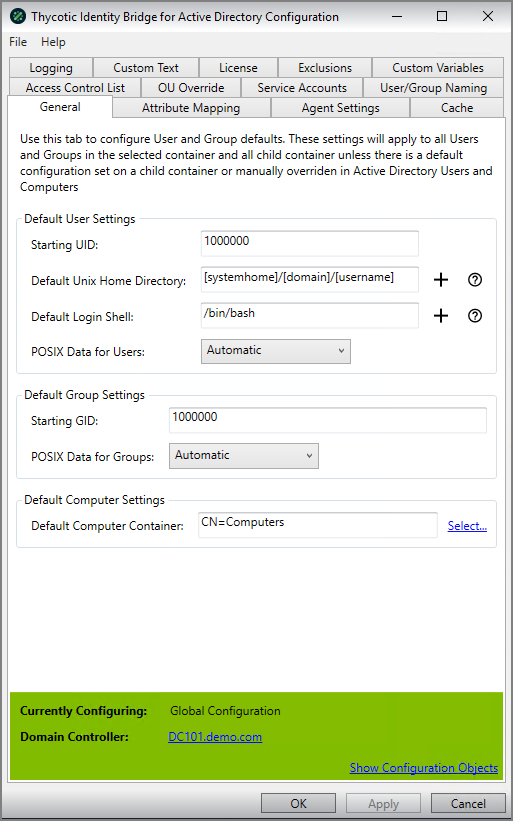 Thycotic Identity Bridge for Active Directory Configuration
File Help
Logging Custom Text License Exclusions Custom Variables
Access Control List OU Override Service Accounts User/Group Naming
General Attribute Mapping Agent Settings Cache
Use this tab to configure User and Group defaults. These settings will apply to all Users
and Groups in the selected container and all child container unless there is a default
configuration set on a child container or manually overriden in Active Directory Users and
Computers
Default User Settings
Starting UID: 1000000
Default Unix Home Directory: [systemhome]/[domain]/[username]
Default Login Shell: /bin/bash
POSIX Data for Users: Automatic
Default Group Settings
Starting GID: 1000000
POSIX Data for Groups: Automatic
Default Computer Settings
Default Computer Container: CN=Computers Select...
Currently Configuring: Global Configuration
Domain Controller: DC101.demo.com
Show Configuration Objects
OK Apply Cancel